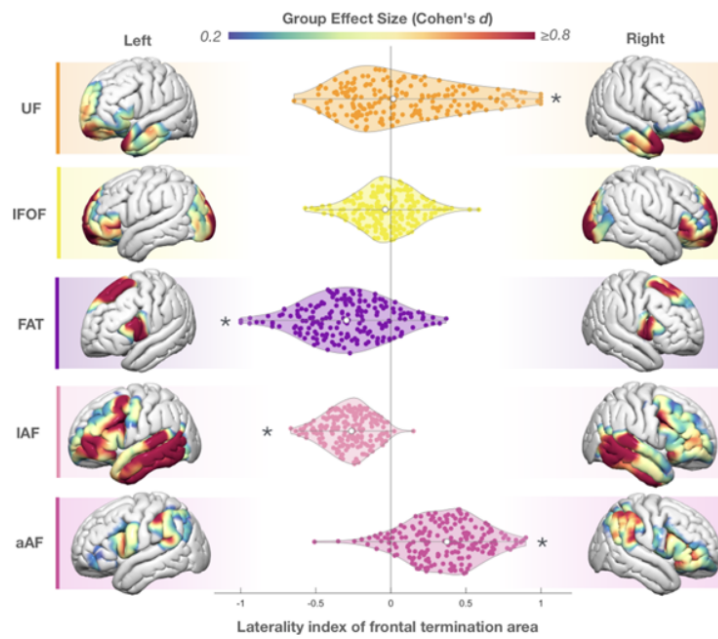 Group Effect Size (Cohen's d)
Left 0.2 ≥0.8 Right
UF *
IFOF
FAT *
lAF *
aAF *
-1 -0.5 0 0.5 1
Laterality index of frontal termination area